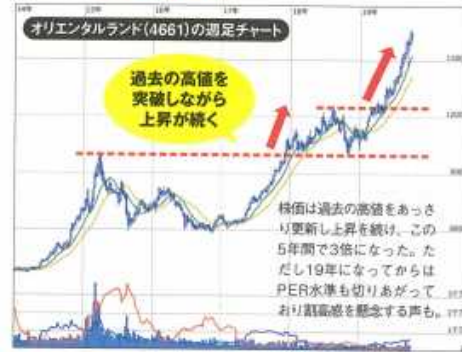 オリエンタルランド(4661)の週足チャート
過去の高値を
突破しながら
上昇が続く
株価は過去の高値をあっさ
り更新し上昇を続け、この
5年間で3倍になった。た
だし19年になってからは
PER水準も切りあがって
おり割高感を懸念する声も。